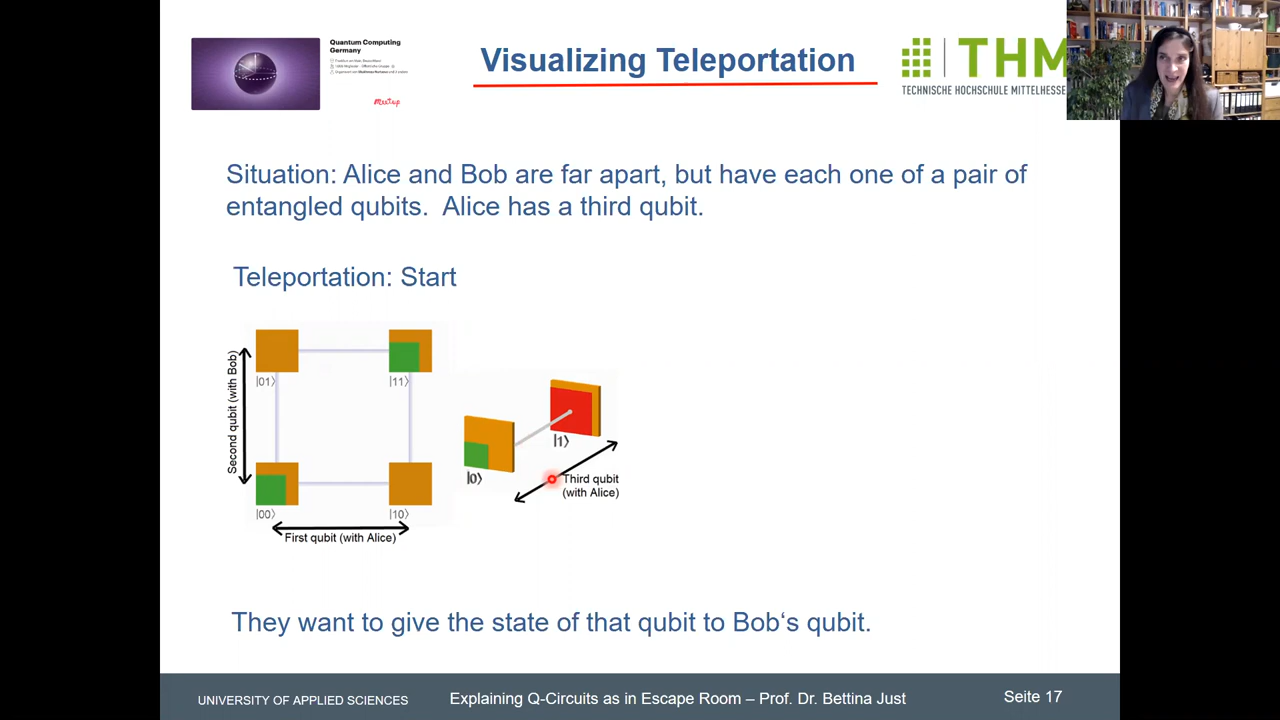 Quantum Computing
Germany
Meetup
Visualizing Teleportation
THM
TECHNISCHE HOCHSCHULE MITTELHESSE
Situation: Alice and Bob are far apart, but have each one of a pair of
entangled qubits. Alice has a third qubit.
Teleportation: Start
Second qubit (with Bob)
|01⟩
|11⟩
|00⟩
|10⟩
First qubit (with Alice)
|0⟩
|1⟩
Third qubit
(with Alice)
They want to give the state of that qubit to Bob‘s qubit.
UNIVERSITY OF APPLIED SCIENCES
Explaining Q-Circuits as in Escape Room – Prof. Dr. Bettina Just
Seite 17